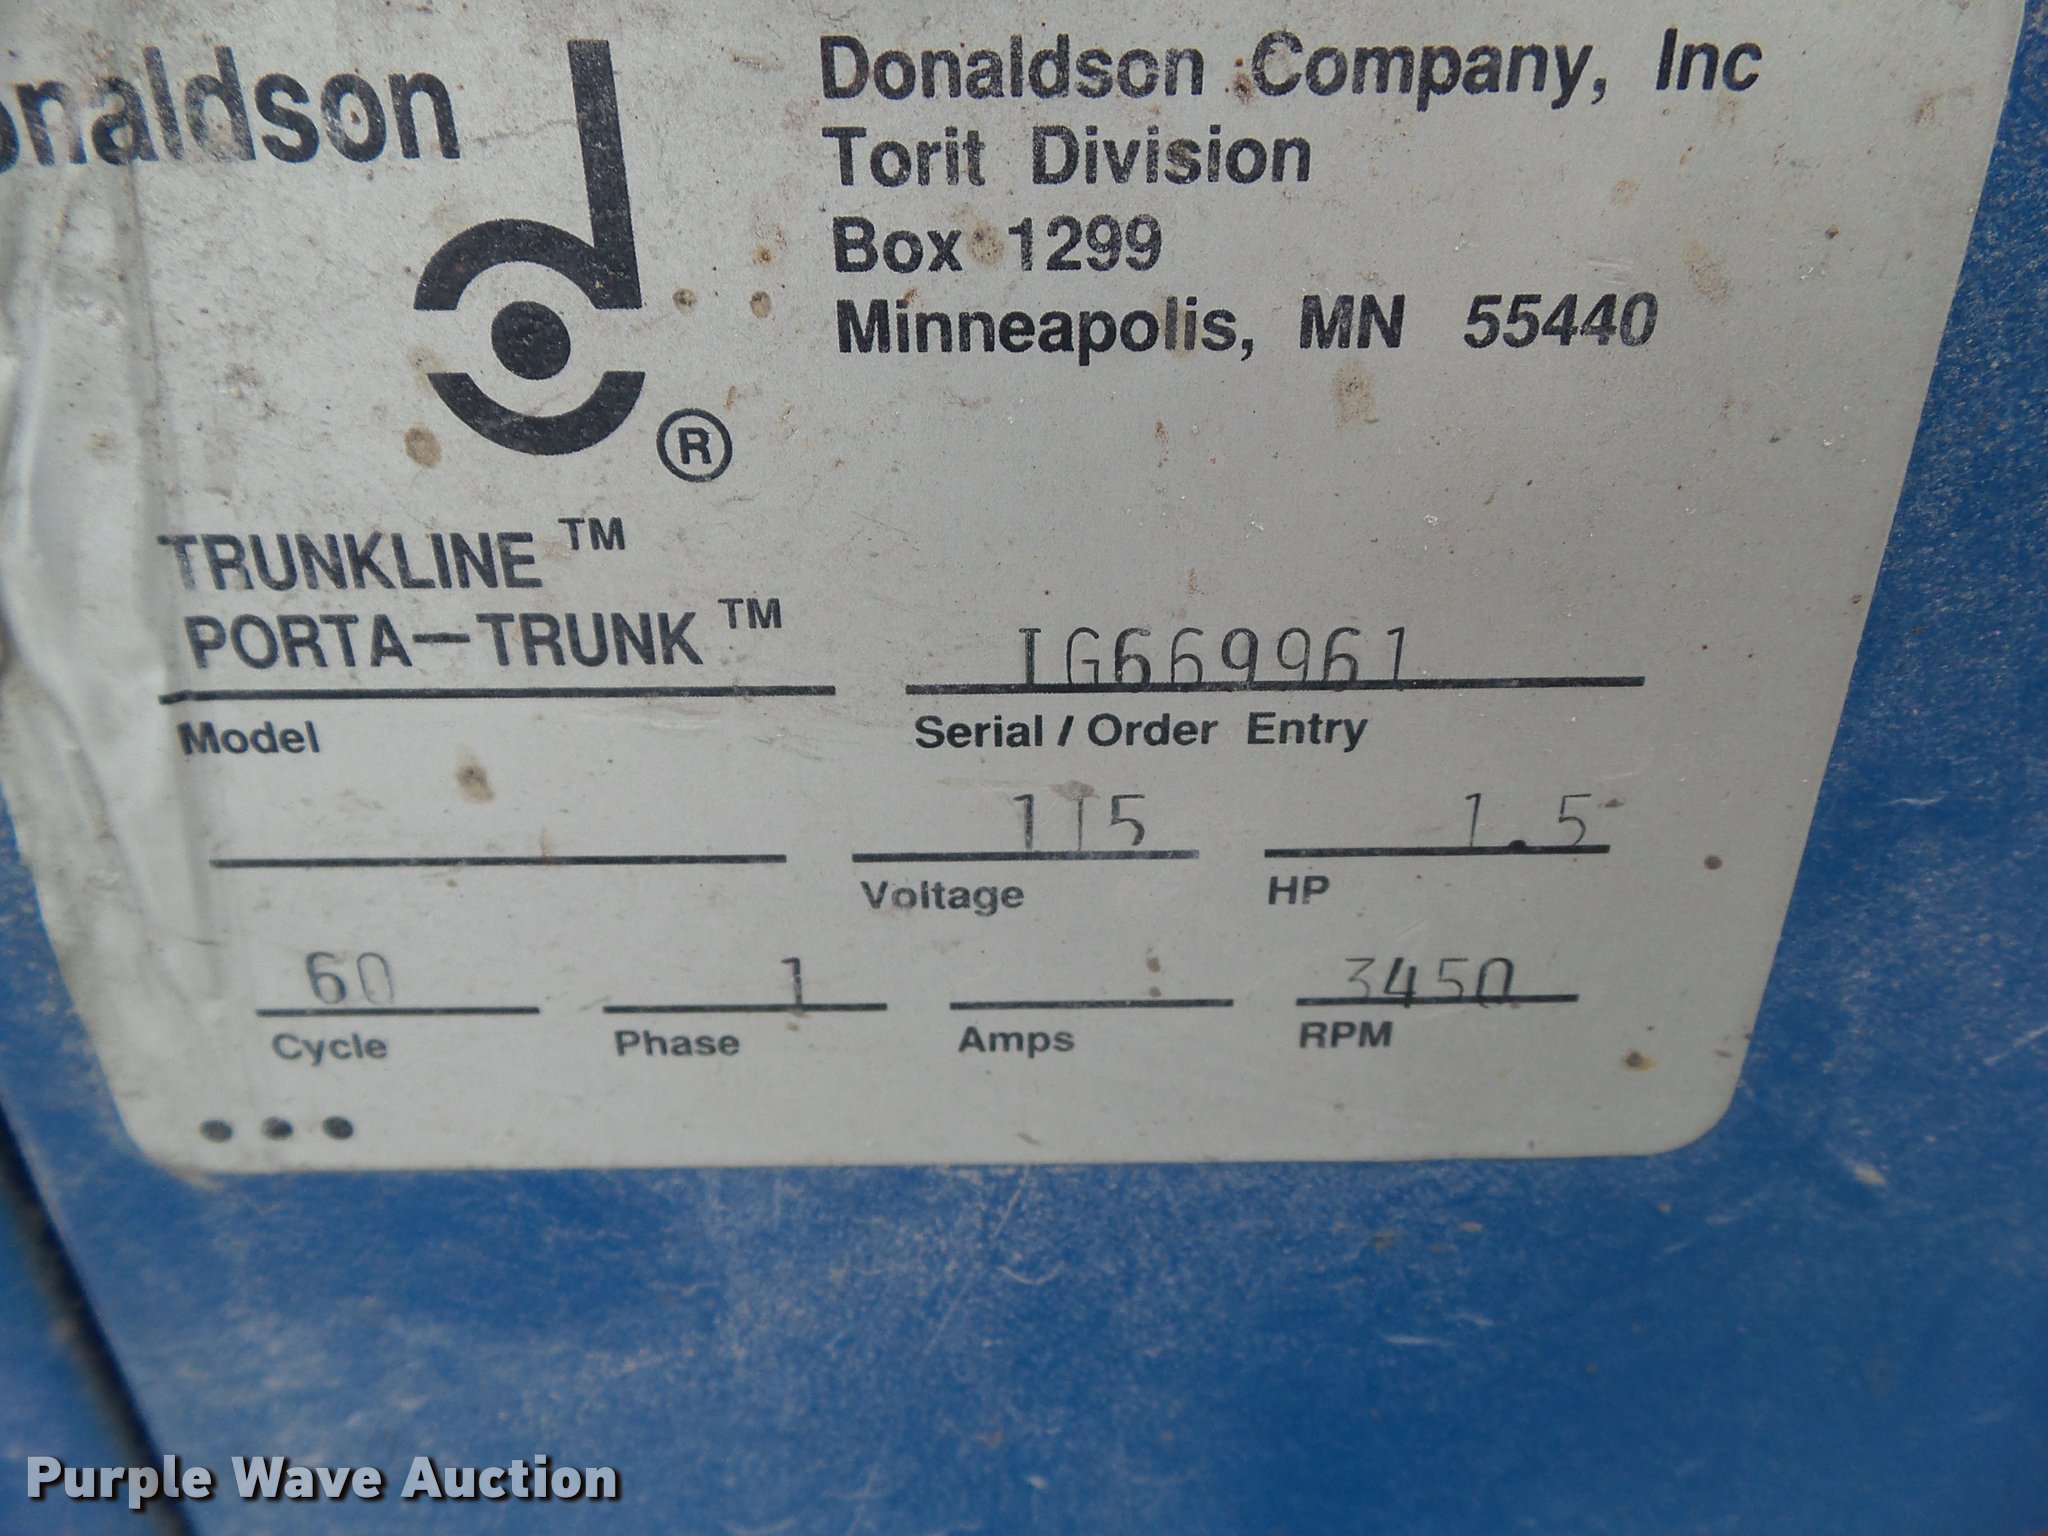 onaldson
Donaldson Company, Inc
Torit Division
Box 1299
Minneapolis, MN 55440
®
TRUNKLINE ™
PORTA-TRUNK ™
IG669961
Model
Serial / Order Entry
115
1.5
Voltage
HP
60
1
3450
Cycle
Phase
Amps
RPM
Purple Wave Auction